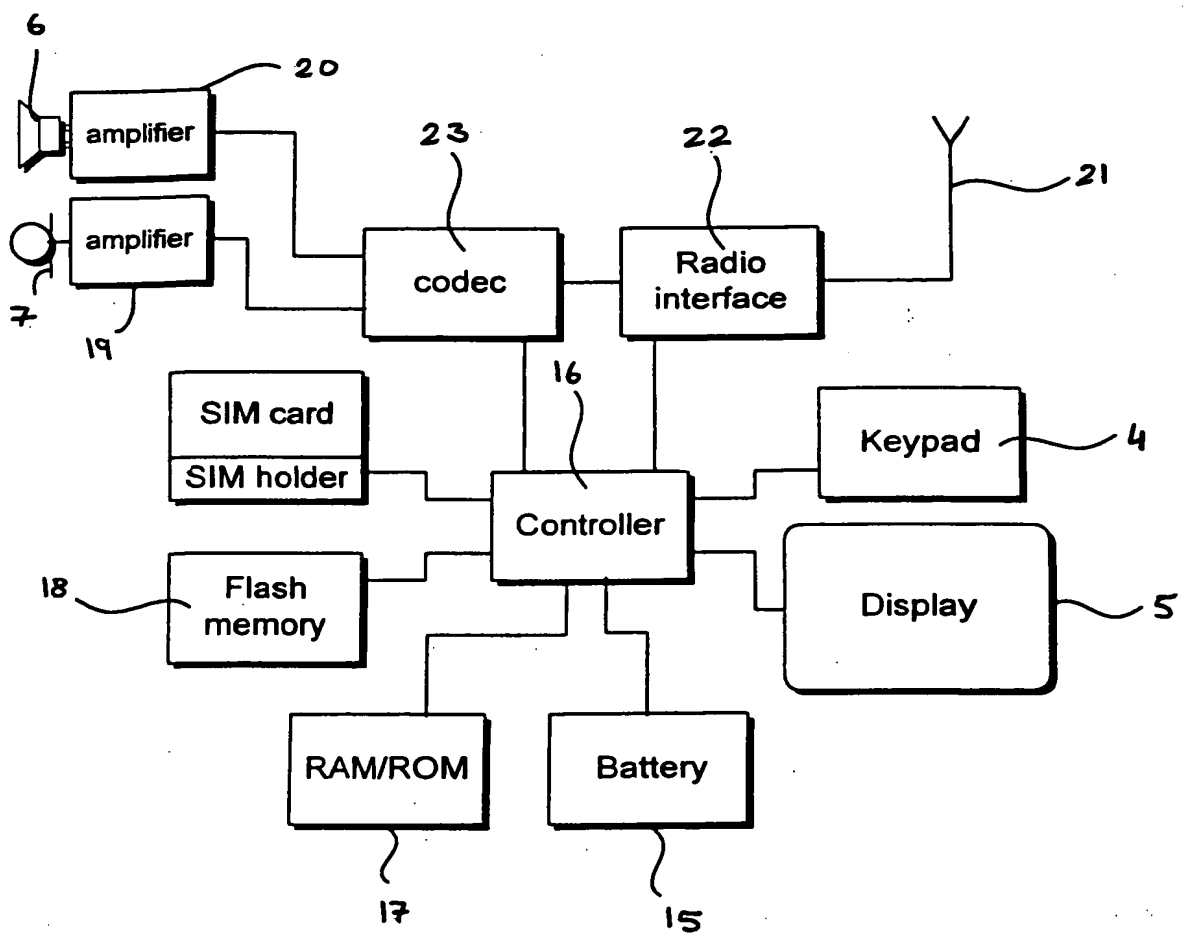 6
20
amplifier
23
22
21
amplifier
codec
Radio
interface
7
19
16
SIM card
SIM holder
Keypad
4
Controller
18
Flash
memory
Display
5
RAM/ROM
Battery
17
15